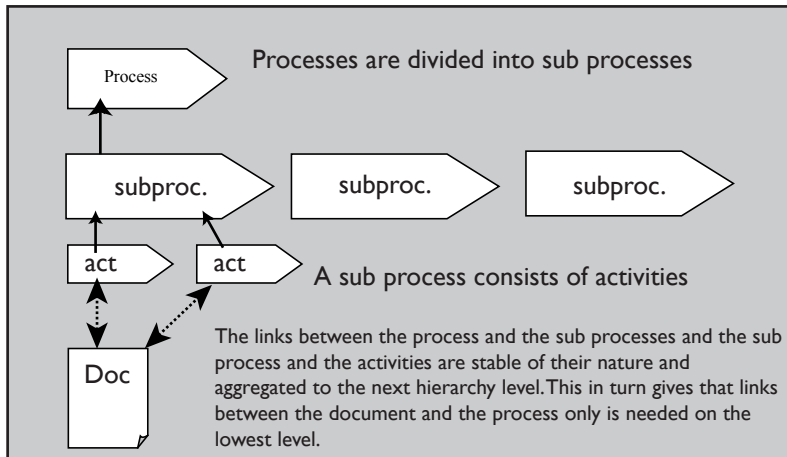 Process
Processes are divided into sub processes
subproc.
subproc.
subproc.
act
act
A sub process consists of activities
Doc
The links between the process and the sub processes and the sub
process and the activities are stable of their nature and
aggregated to the next hierarchy level. This in turn gives that links
between the document and the process only is needed on the
lowest level.